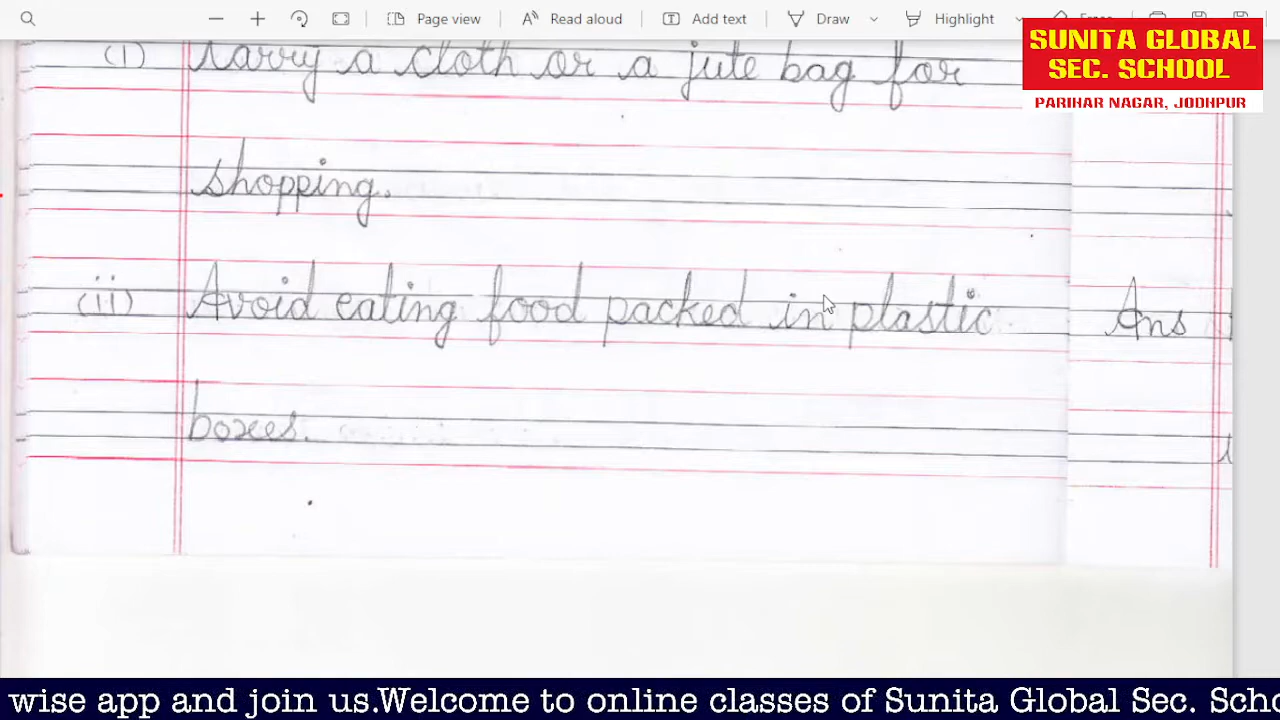 Page view
Read aloud
Add text
Draw
Highlight
SUNITA GLOBAL
SEC. SCHOOL
PARIHAR NAGAR, JODHPUR
(i) Carry a cloth or a jute bag for
shopping.
(iii) Avoid eating food packed in plastic
boxes.
Ans
wise app and join us.Welcome to online classes of Sunita Global Sec. Scho